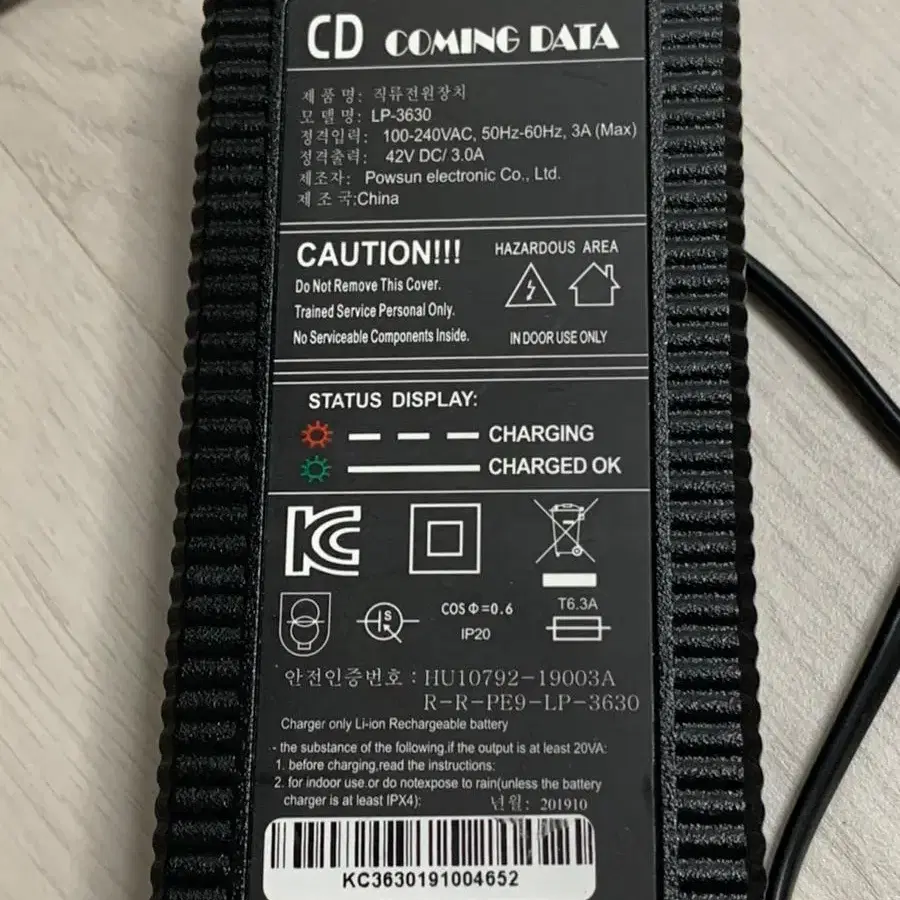 CD COMING DATA
제 품 명: 직류전원장치
모 델 명: LP-3630
정격입력: 100-240VAC, 50Hz-60Hz, 3A (Max)
정격출력: 42V DC/ 3.0A
제조자: Powsun electronic Co., Ltd.
제 조 국:China
CAUTION!!!
Do Not Remove This Cover.
Trained Service Personal Only.
No Serviceable Components Inside.
HAZARDOUS AREA
IN DOOR USE ONLY
STATUS DISPLAY:
CHARGING
CHARGED OK
KC
S
COS Φ=0.6
IP20
T6.3A
안전인증번호 : HU10792-19003A
R-R-PE9-LP-3630
Charger only Li-ion Rechargeable battery
- the substance of the following.if the output is at least 20VA:
1. before charging,read the instructions:
2. for indoor use.or do notexpose to rain(unless the battery
charger is at least IPX4):
년월: 201910
KC3630191004652